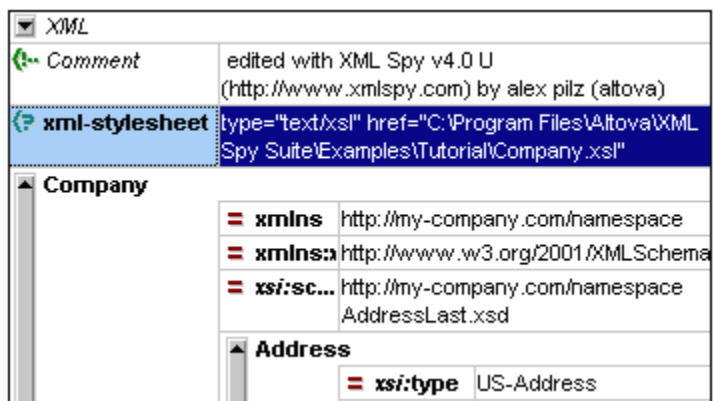 XML
Comment edited with XML Spy v4.0 U
(http://www.xmlspy.com) by alex pilz (altova)
xml-stylesheet type="text/xsl" href="C:\Program Files\Altova\XML
Spy Suite\Examples\Tutorial\Company.xsl"
Company
= xmlns http://my-company.com/namespace
= xmlns:x http://www.w3.org/2001/XMLSchema
= xsi:sc... http://my-company.com/namespace
AddressLast.xsd
Address
= xsi:type US-Address